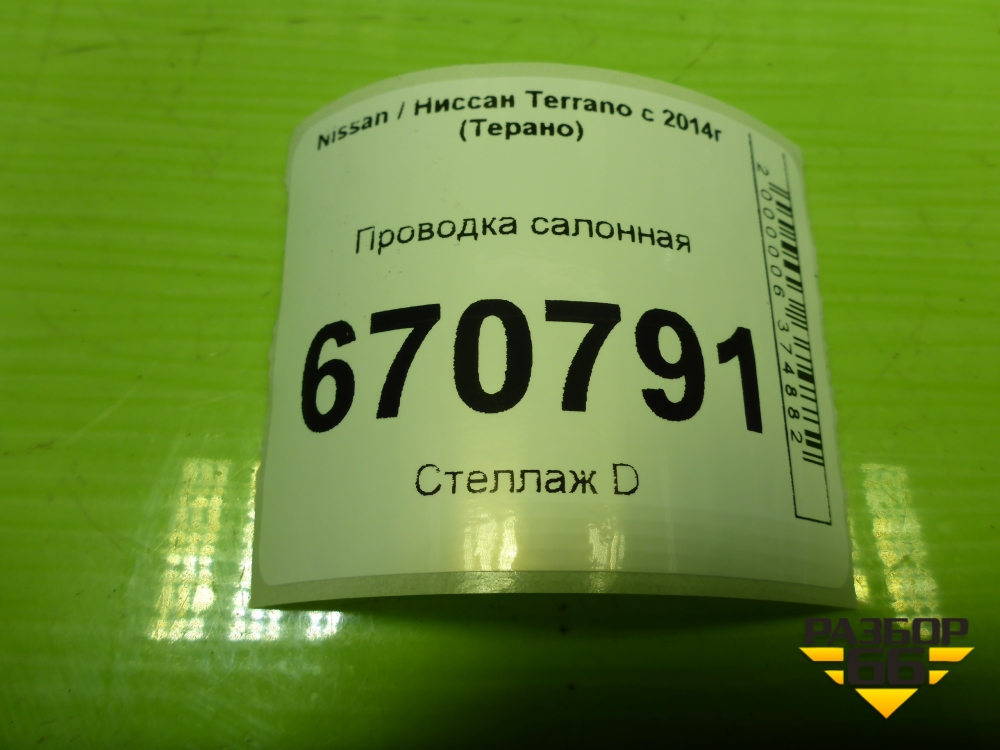 Nissan / Ниссан Terrano с 2014г
(Терано)
Проводка салонная
670791
Стеллаж D
2000006374882
РАЗБОР
66